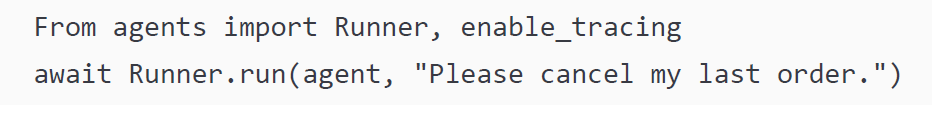 From agents import Runner, enable_tracing
await Runner.run(agent, "Please cancel my last order.")